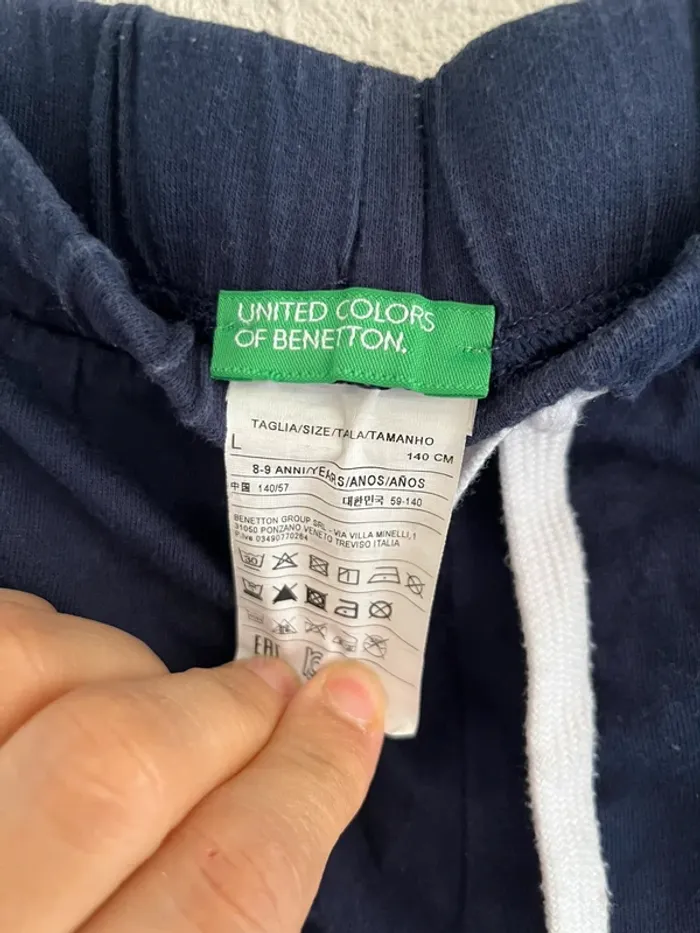 UNITED COLORS
OF BENETTON.
TAGLIA/SIZE/TALA/TAMANHO
L
140 CM
8-9 ANNI/YEARS/ANOS/AÑOS
中国 140/57 대한민국 59-140
BENETTON GROUP SRL - VIA VILLA MINELLI,1
31050 PONZANO VENETO TREVISO ITALIA
P.Iva 03490770264
30
EAC